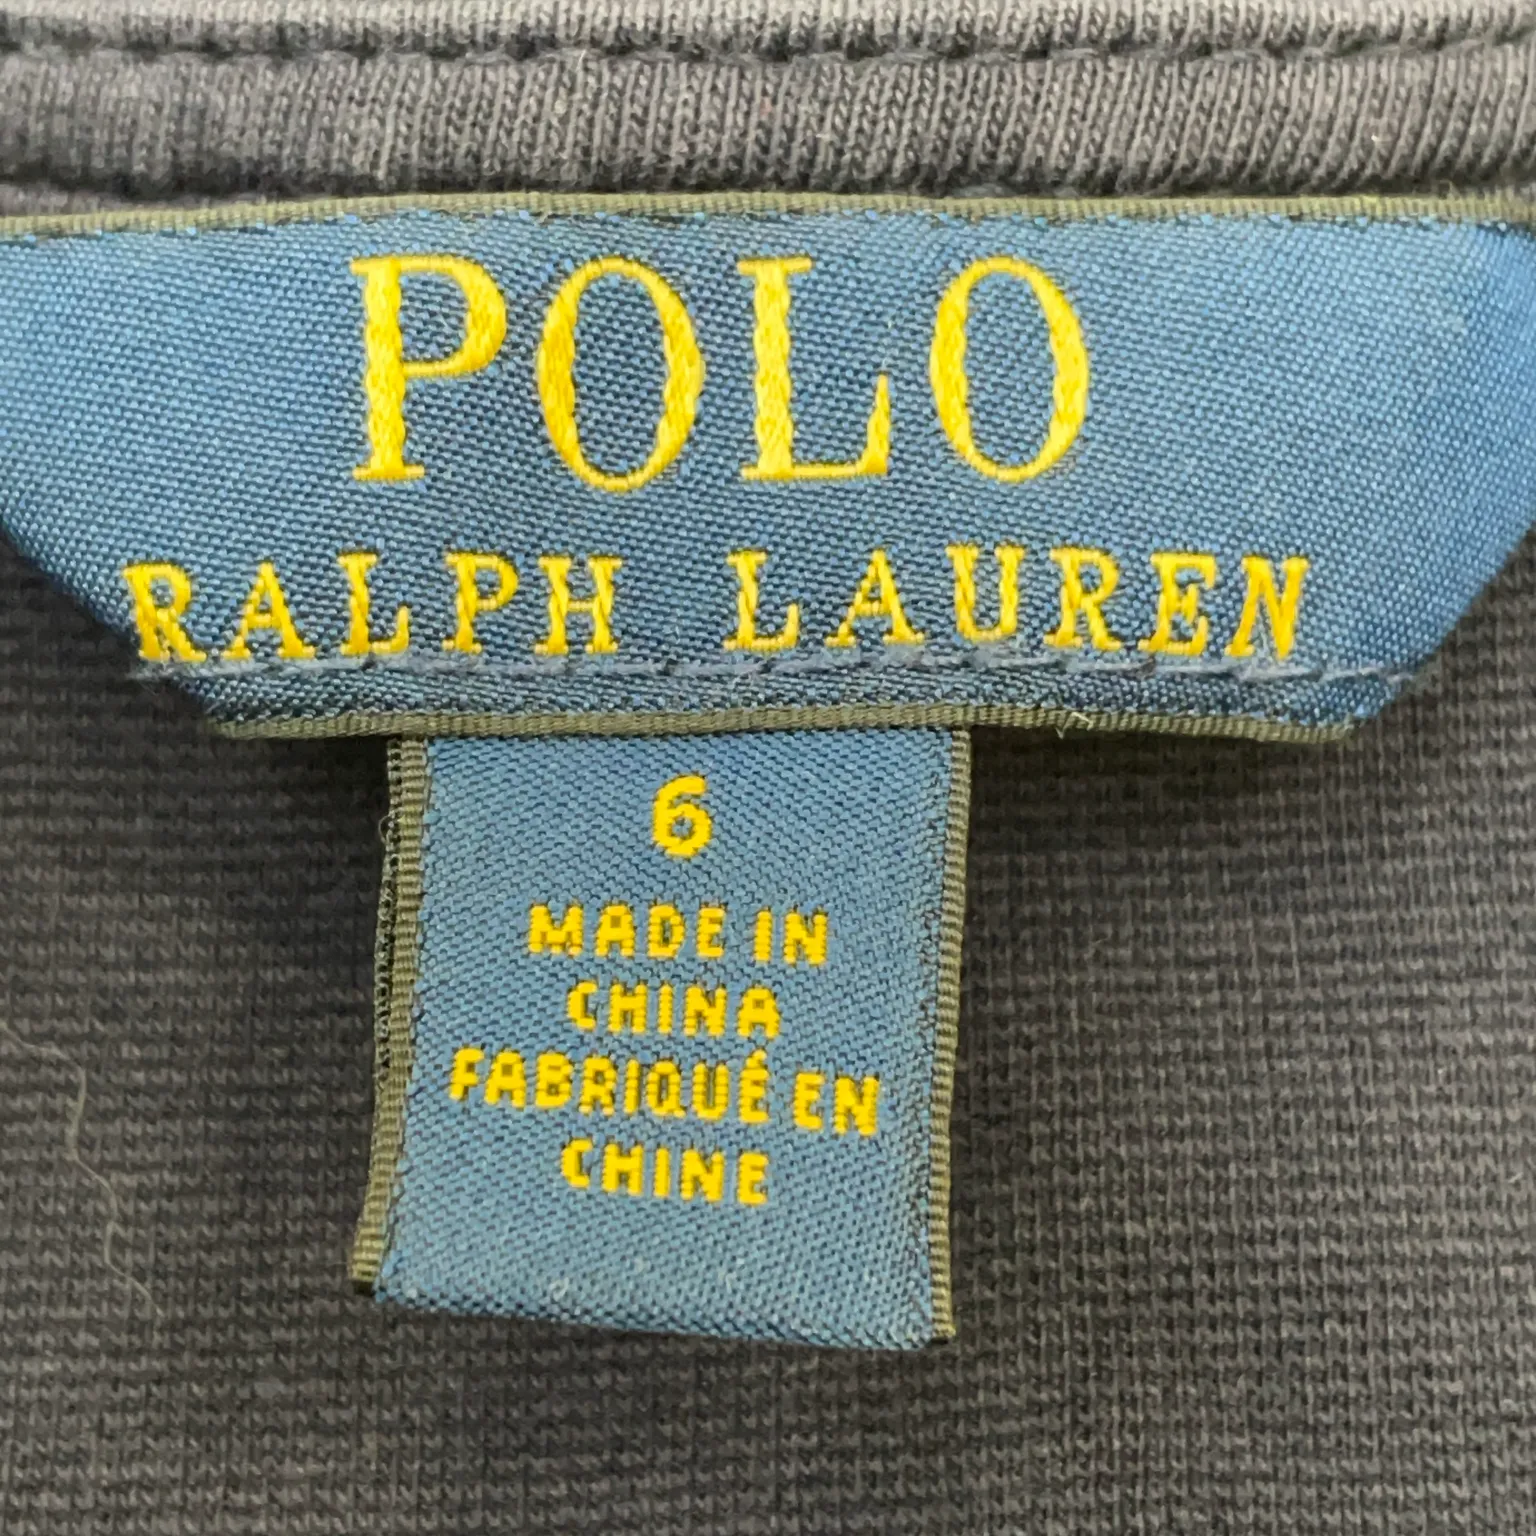 POLO
RALPH LAUREN
6
MADE IN
CHINA
FABRIQUÉ EN
CHINE